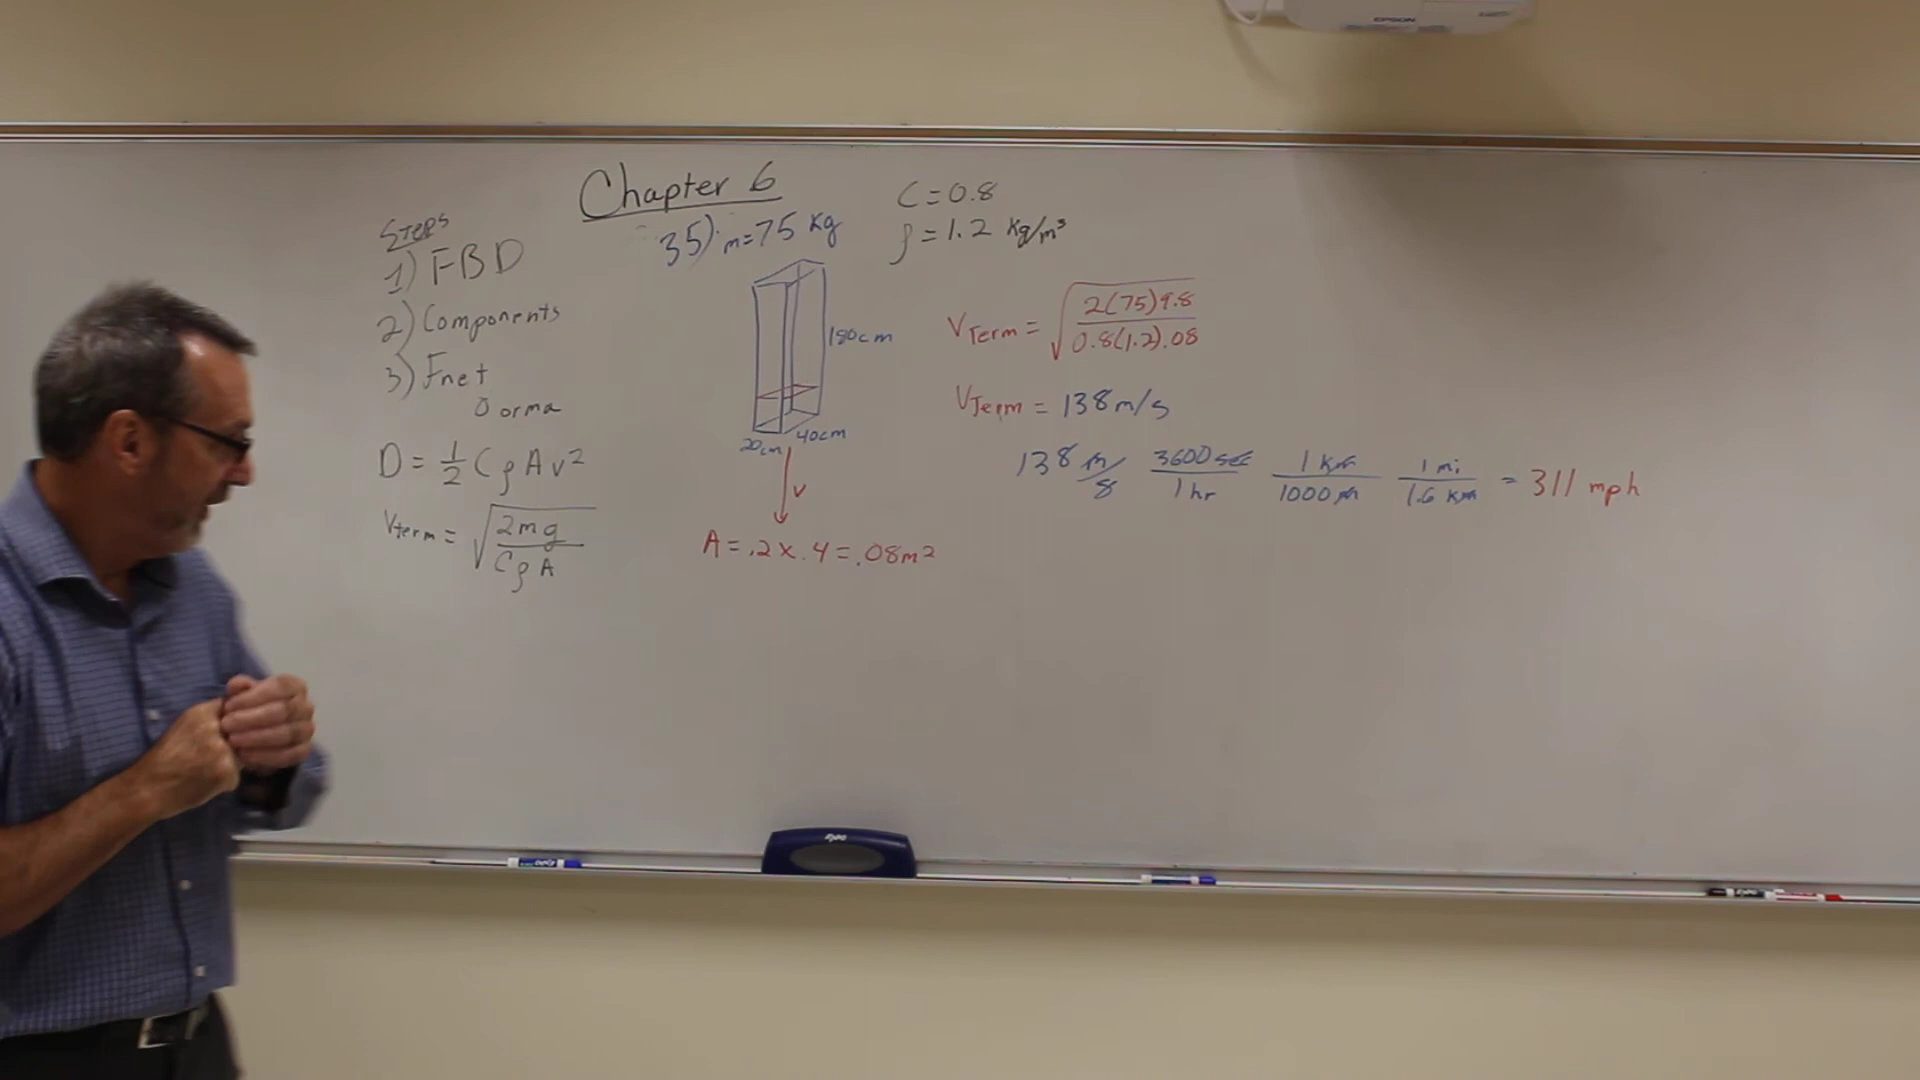 EPSON
Chapter 6
Steps
1) FBD
2) Components
3) Fnet
0 or ma
D = 1/2 C ρ A v²
Vterm = √(2mg / CρA)
35) m = 75 kg
C = 0.8
ρ = 1.2 kg/m³
180cm
20cm
40cm
v
A = .2 x .4 = .08m²
VTerm = √(2(75)9.8 / 0.8(1.2).08)
VTerm = 138 m/s
138 m/s 3600 sec/1 hr 1 km/1000 m 1 mi/1.6 km = 311 mph
expo